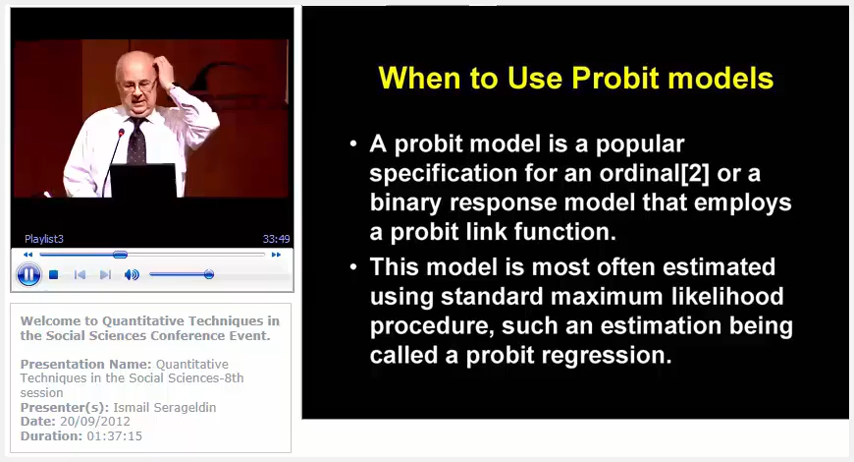 Playlist3
33:49
Welcome to Quantitative Techniques in
the Social Sciences Conference Event.
Presentation Name: Quantitative
Techniques in the Social Sciences-8th
session
Presenter(s): Ismail Serageldin
Date: 20/09/2012
Duration: 01:37:15
When to Use Probit models
• A probit model is a popular
specification for an ordinal[2] or a
binary response model that employs
a probit link function.
• This model is most often estimated
using standard maximum likelihood
procedure, such an estimation being
called a probit regression.